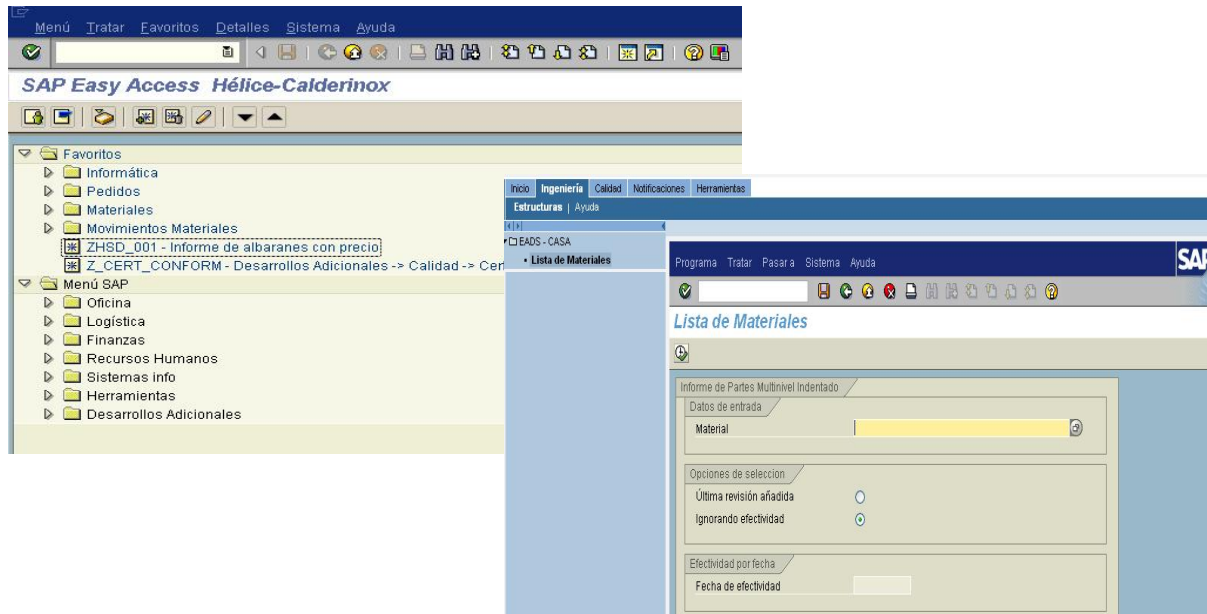 Menú Tratar Favoritos Detalles Sistema Ayuda
SAP Easy Access Hélice-Calderinox
Favoritos
Informática
Pedidos
Materiales
Movimientos Materiales
ZHSD_001 - Informe de albaranes con precio
Z_CERT_CONFORM - Desarrollos Adicionales -> Calidad -> Cert
Menú SAP
Oficina
Logística
Finanzas
Recursos Humanos
Sistemas info
Herramientas
Desarrollos Adicionales
Inicio Ingeniería Calidad Notificaciones Herramientas
Estructuras | Ayuda
EADS - CASA
Lista de Materiales
Programa Tratar Pasar a Sistema Ayuda
SAP
Lista de Materiales
Informe de Partes Multinivel Indentado
Datos de entrada
Material
Opciones de seleccion
Última revisión añadida
Ignorando efectividad
Efectividad por fecha
Fecha de efectividad